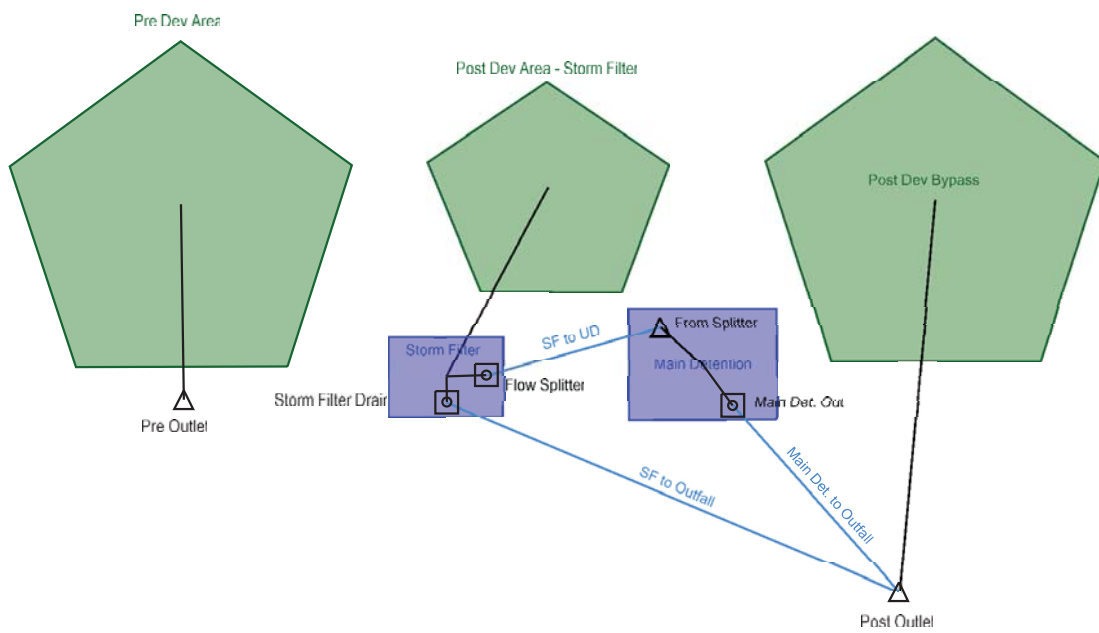 Pre Dev Area
Post Dev Area - Storm Filter
Post Dev Bypass
From Splitter
SF to UD
Storm Filter
Main Detention
Flow Splitter
Storm Filter Drain
Main Det. Out
Pre Outlet
SF to Outfall
Main Det. to Outfall
Post Outlet